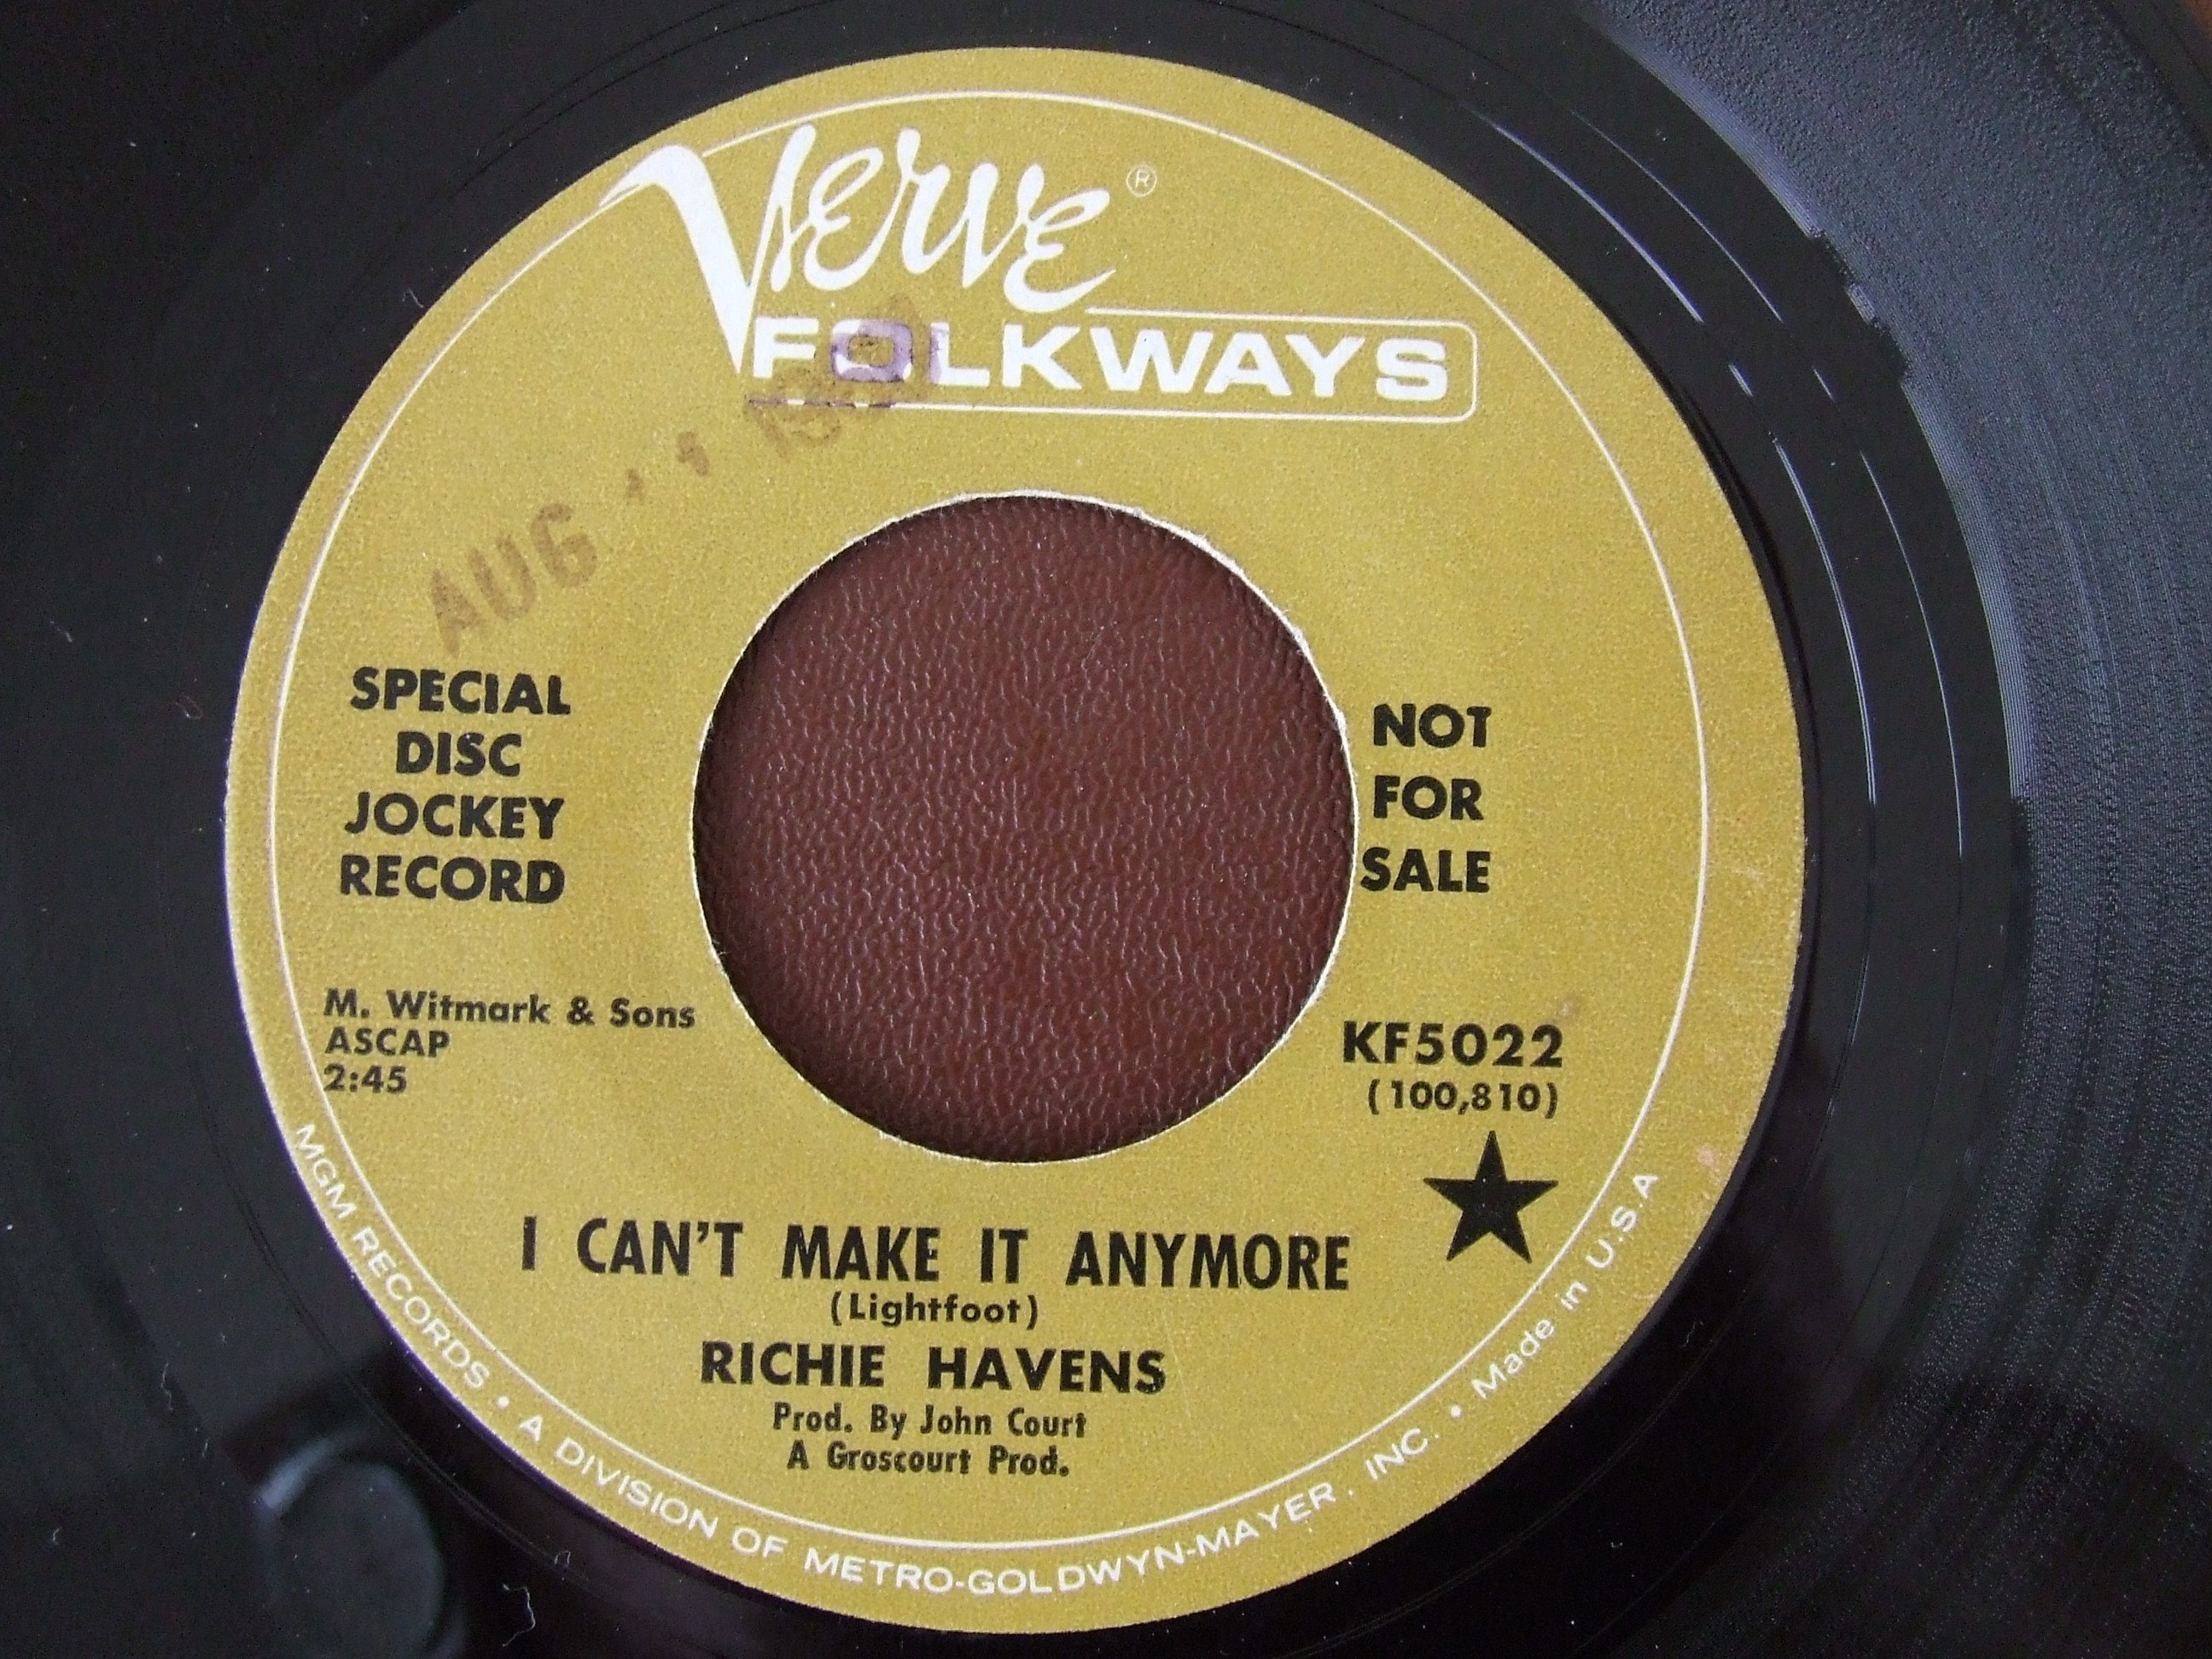 Verve®
FOLKWAYS
AUG
SPECIAL
DISC
JOCKEY
RECORD
NOT
FOR
SALE
M. Witmark & Sons
ASCAP
2:45
KF5022
(100,810)
I CAN'T MAKE IT ANYMORE
(Lightfoot)
RICHIE HAVENS
Prod. By John Court
A Groscourt Prod.
MGM RECORDS • A DIVISION OF METRO-GOLDWYN-MAYER, INC. • Made in U.S.A